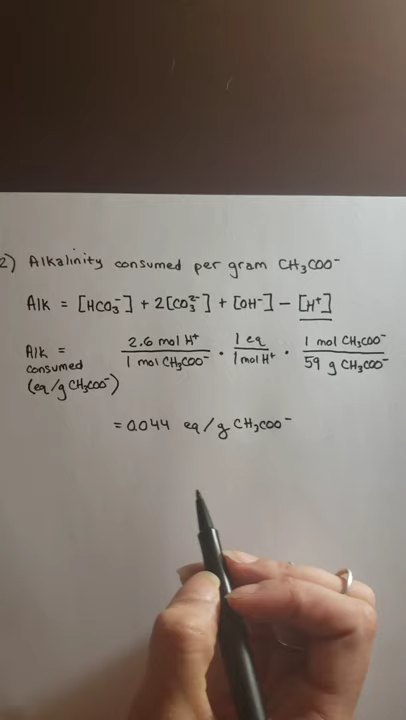 2) Alkalinity consumed per gram CH₃COO⁻
Alk = [HCO₃⁻] + 2[CO₃²⁻] + [OH⁻] − [H⁺]
Alk = consumed (eq/g CH₃COO⁻) 2.6 mol H⁺ / 1 mol CH₃COO⁻ · 1 eq / 1 mol H⁺ · 1 mol CH₃COO⁻ / 59 g CH₃COO⁻
= 0.044 eq/g CH₃COO⁻